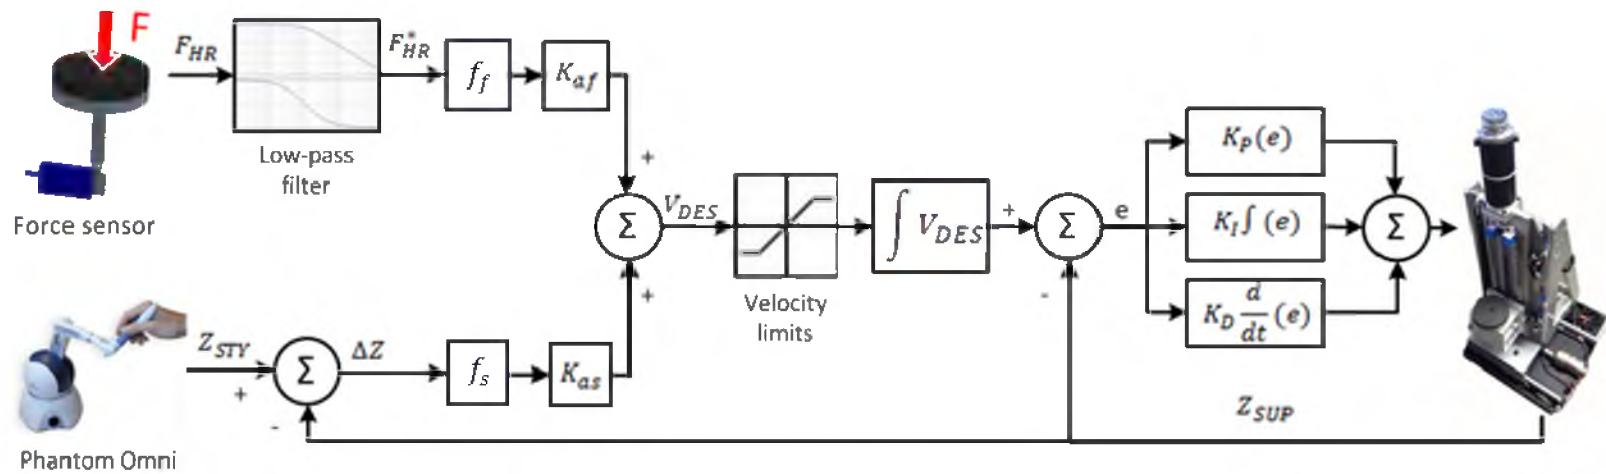 F
F_HR
F*_HR
f_f
K_af
Low-pass
filter
Force sensor
+
Σ
V_DES
Velocity
limits
∫ V_DES
+
Σ
-
e
K_P(e)
K_I ∫ (e)
K_D d/dt (e)
Σ
+
Z_STY
+
Σ
-
ΔZ
f_s
K_as
Z_SUP
Phantom Omni